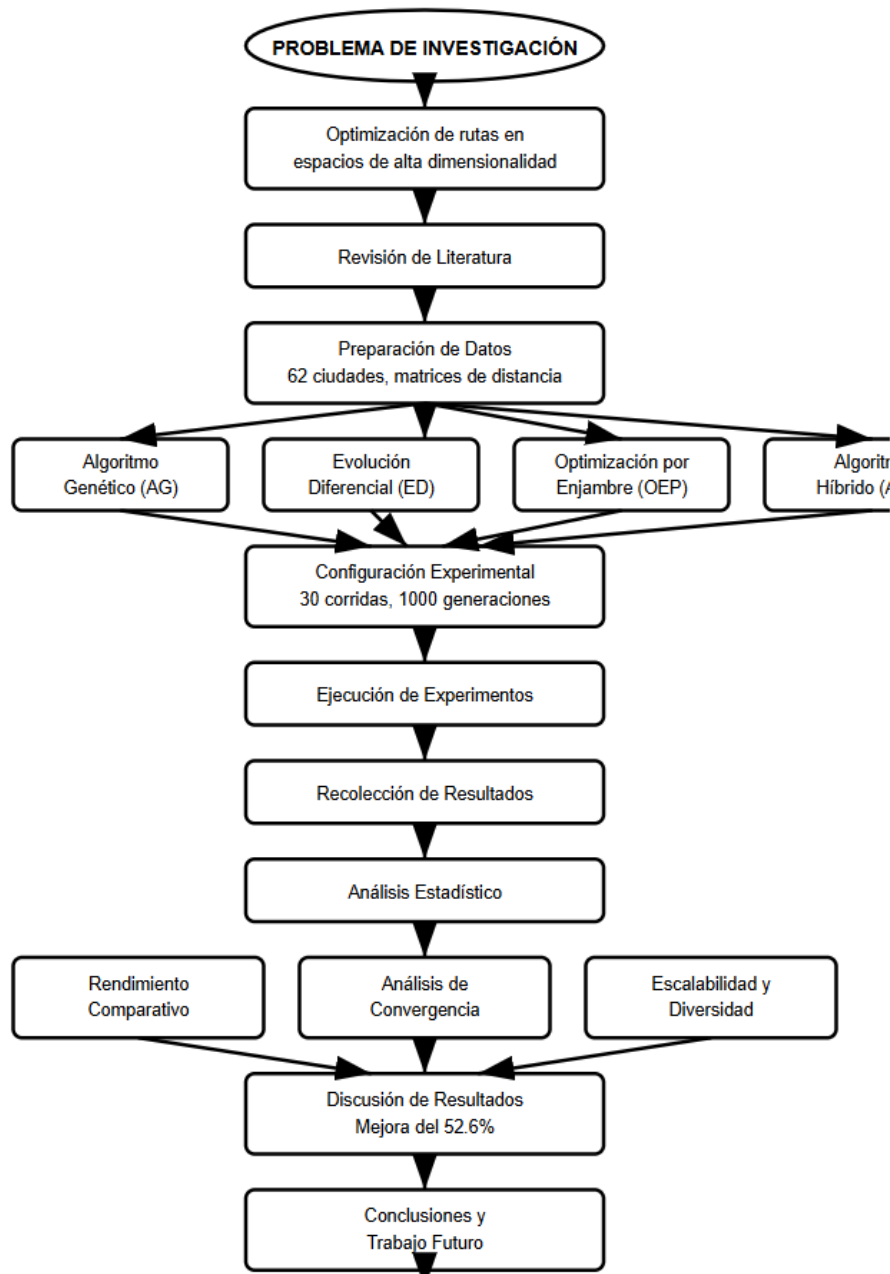 PROBLEMA DE INVESTIGACIÓN
Optimización de rutas en
espacios de alta dimensionalidad
Revisión de Literatura
Preparación de Datos
62 ciudades, matrices de distancia
Algoritmo
Genético (AG)
Evolución
Diferencial (ED)
Optimización por
Enjambre (OEP)
Híbrido
Configuración Experimental
30 corridas, 1000 generaciones
Ejecución de Experimentos
Recolección de Resultados
Análisis Estadístico
Rendimiento
Comparativo
Análisis de
Convergencia
Escalabilidad y
Diversidad
Discusión de Resultados
Mejora del 52.6%
Conclusiones y
Trabajo Futuro